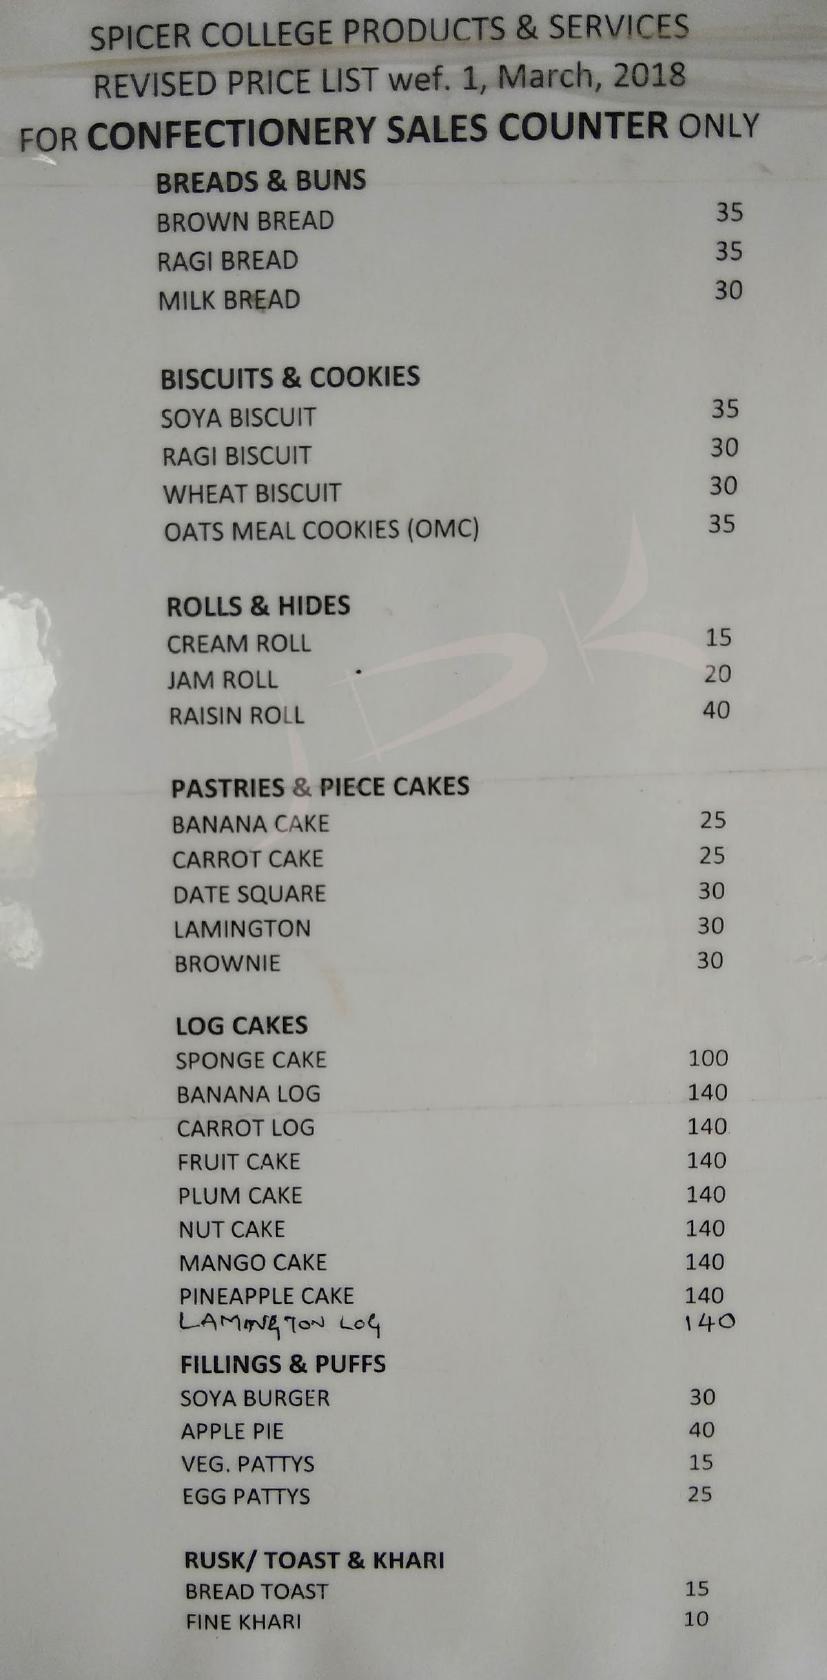 SPICER COLLEGE PRODUCTS & SERVICES
REVISED PRICE LIST wef. 1, March, 2018
FOR CONFECTIONERY SALES COUNTER ONLY
BREADS & BUNS
BROWN BREAD 35
RAGI BREAD 35
MILK BREAD 30
BISCUITS & COOKIES
SOYA BISCUIT 35
RAGI BISCUIT 30
WHEAT BISCUIT 30
OATS MEAL COOKIES (OMC) 35
ROLLS & HIDES
CREAM ROLL 15
JAM ROLL 20
RAISIN ROLL 40
PASTRIES & PIECE CAKES
BANANA CAKE 25
CARROT CAKE 25
DATE SQUARE 30
LAMINGTON 30
BROWNIE 30
LOG CAKES
SPONGE CAKE 100
BANANA LOG 140
CARROT LOG 140
FRUIT CAKE 140
PLUM CAKE 140
NUT CAKE 140
MANGO CAKE 140
PINEAPPLE CAKE 140
LAMINGTON LOG 140
FILLINGS & PUFFS
SOYA BURGER 30
APPLE PIE 40
VEG. PATTYS 15
EGG PATTYS 25
RUSK/ TOAST & KHARI
BREAD TOAST 15
FINE KHARI 10